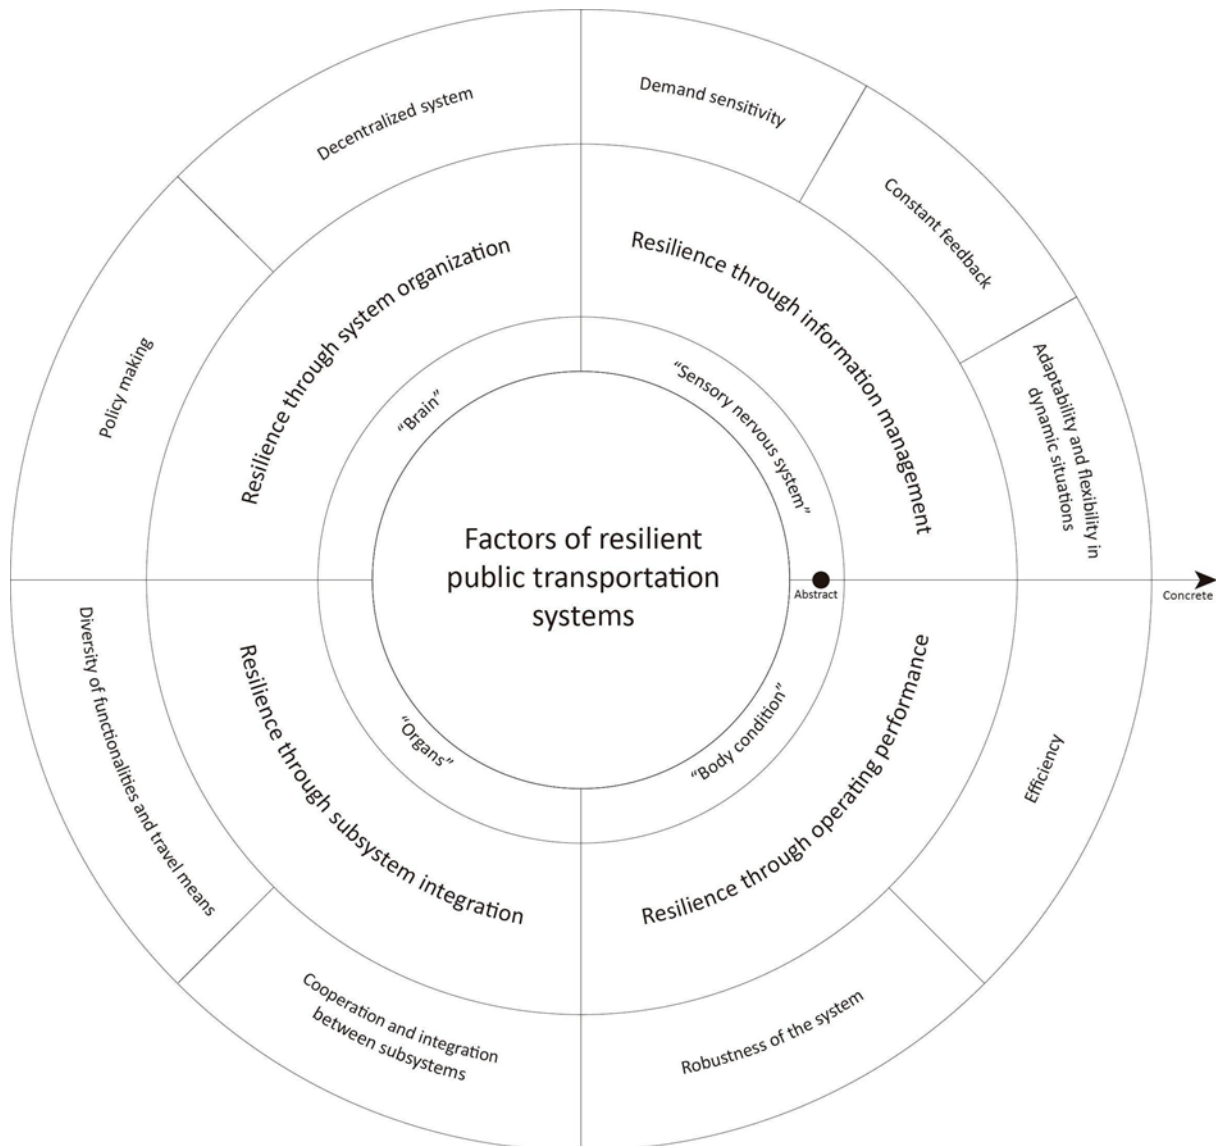 Decentralized system
Demand sensitivity
Constant feedback
Policy making
Resilience through system organization
Resilience through information management
Adaptability and flexibility in
dynamic situations
“Brain”
“Sensory nervous system”
Factors of resilient
public transportation
systems
Abstract
Concrete
Diversity of functionalities and travel means
Resilience through subsystem integration
“Organs”
“Body condition”
Resilience through operating performance
Efficiency
Cooperation and integration
between subsystems
Robustness of the system